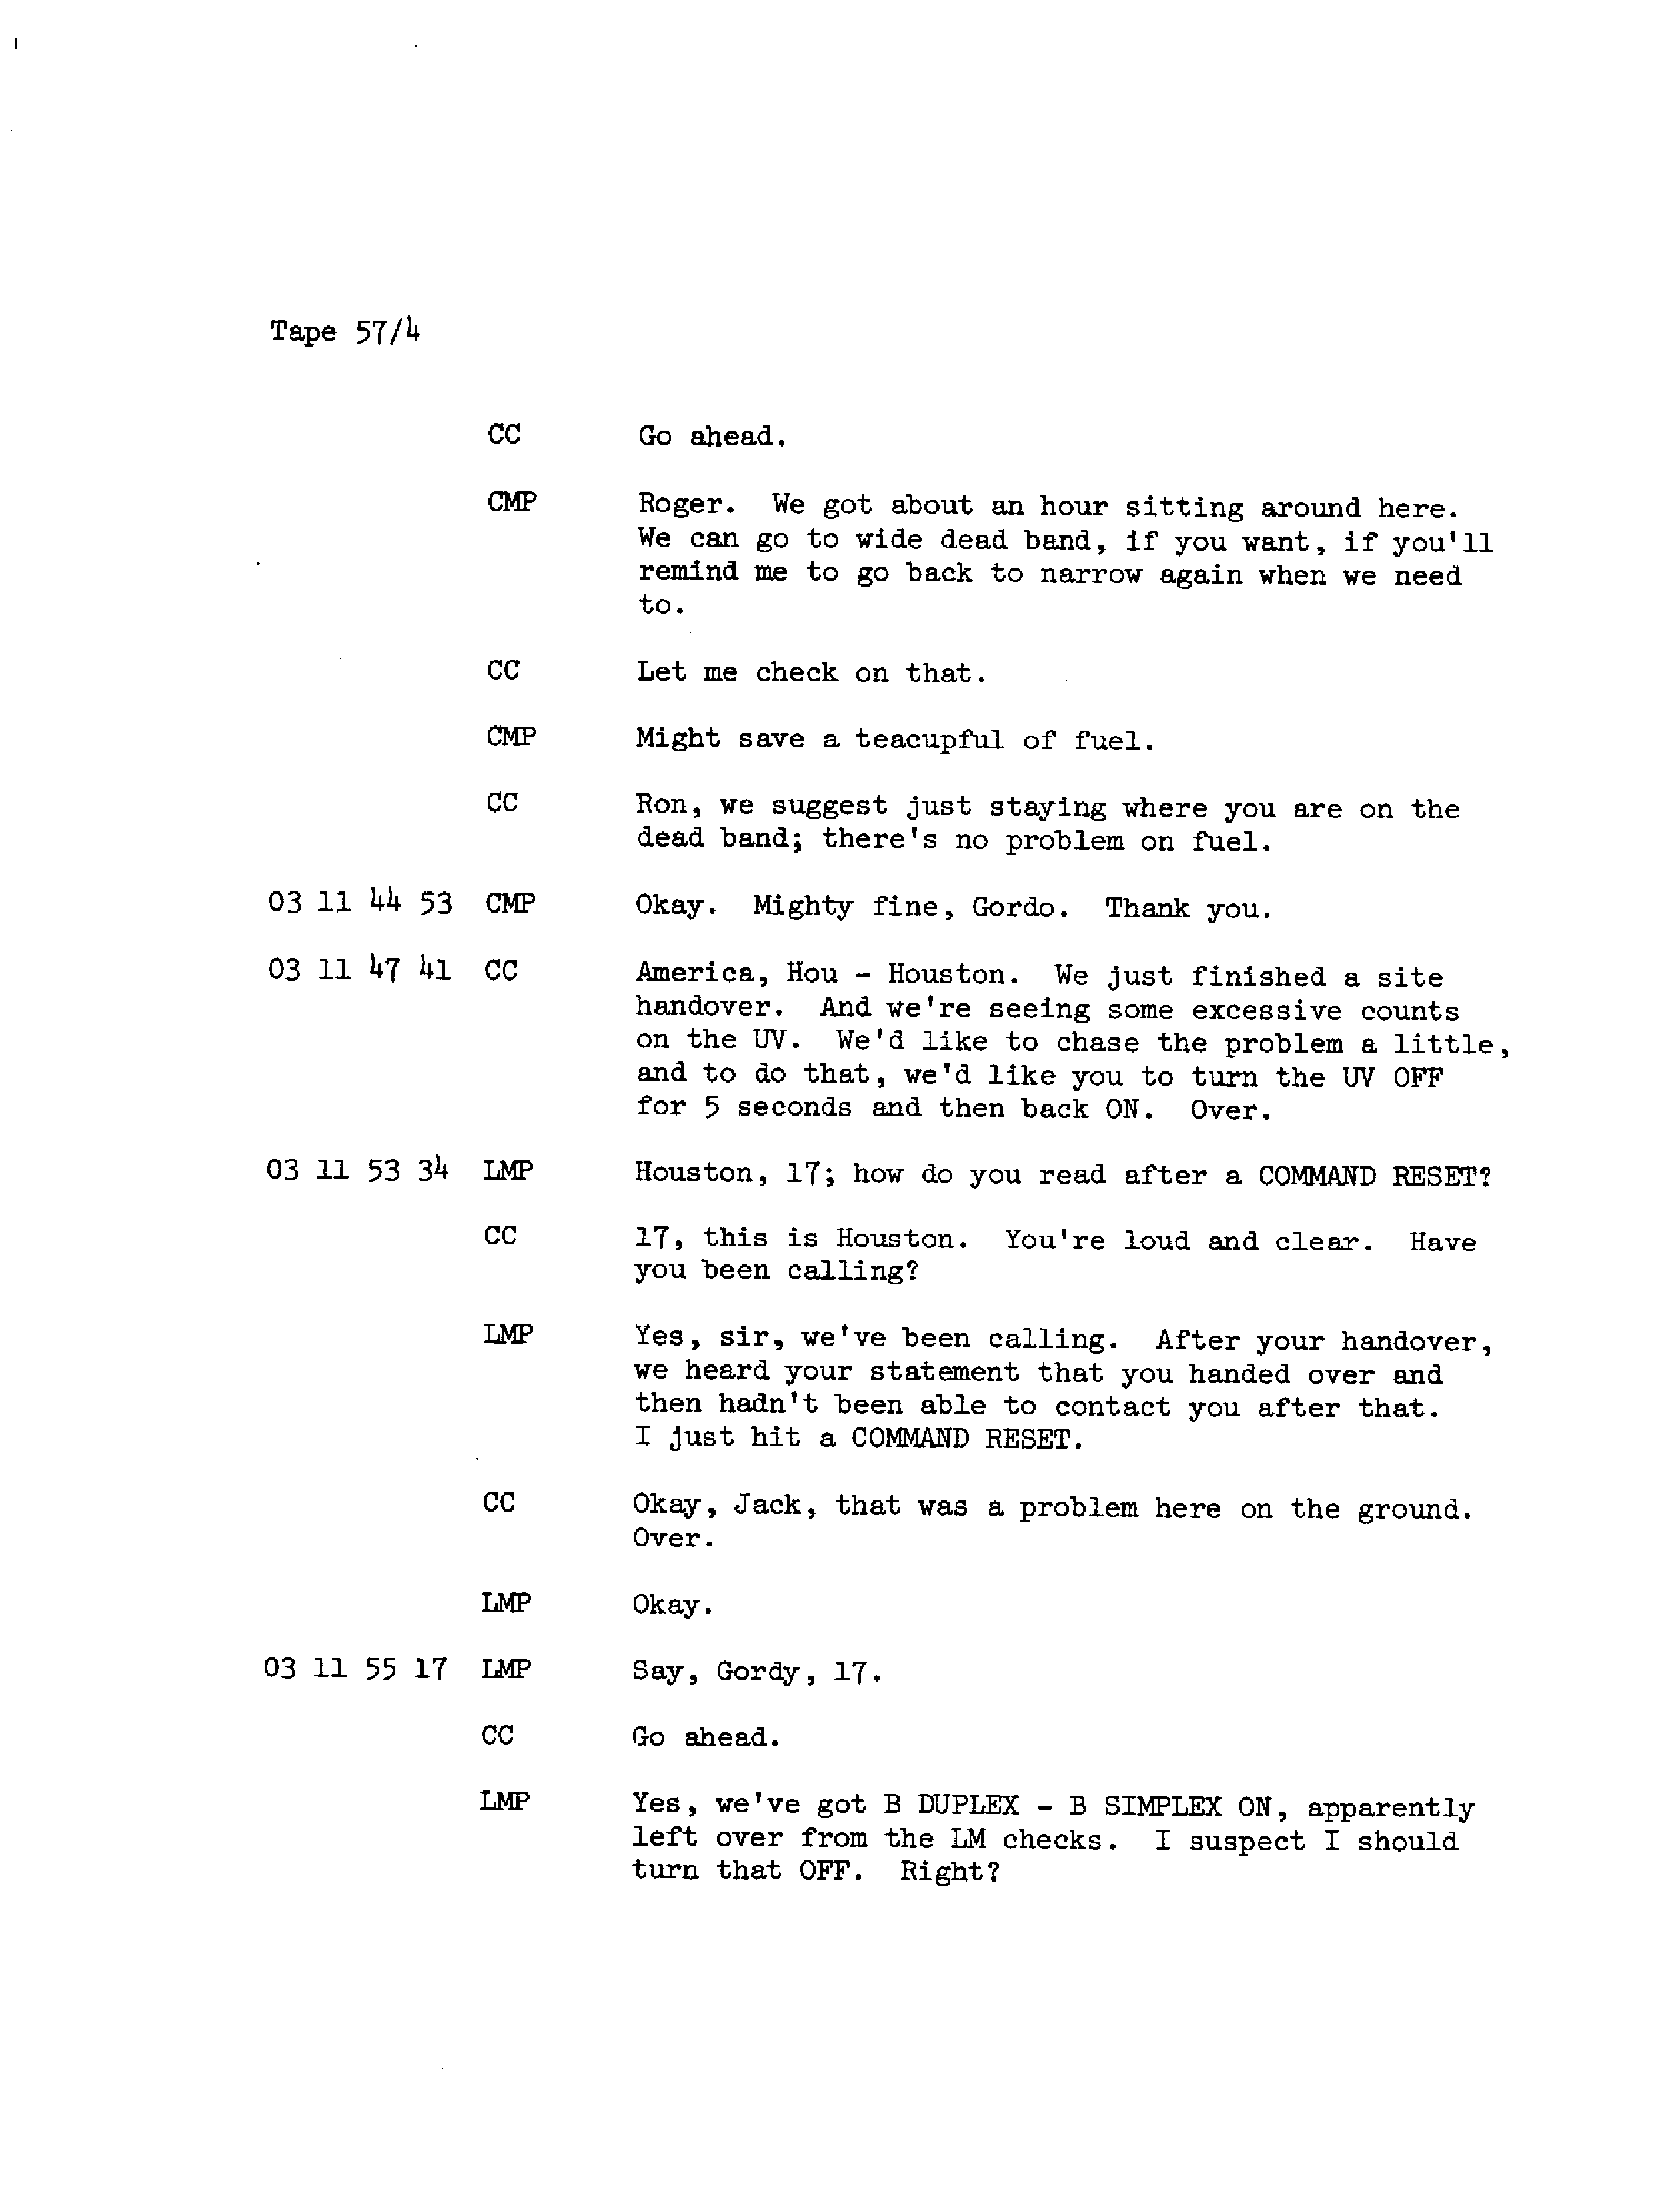 Tape 57/4
CC Go ahead.
CMP Roger. We got about an hour sitting around here.
We can go to wide dead band, if you want, if you'll
remind me to go back to narrow again when we need
to.
CC Let me check on that.
CMP Might save a teacupful of fuel.
CC Ron, we suggest just staying where you are on the
dead band; there's no problem on fuel.
03 11 44 53 CMP Okay. Mighty fine, Gordo. Thank you.
03 11 47 41 CC America, Hou - Houston. We just finished a site
handover. And we're seeing some excessive counts
on the UV. We'd like to chase the problem a little,
and to do that, we'd like you to turn the UV OFF
for 5 seconds and then back ON. Over.
03 11 53 34 LMP Houston, 17; how do you read after a COMMAND RESET?
CC 17, this is Houston. You're loud and clear. Have
you been calling?
LMP Yes, sir, we've been calling. After your handover,
we heard your statement that you handed over and
then hadn't been able to contact you after that.
I just hit a COMMAND RESET.
CC Okay, Jack, that was a problem here on the ground.
Over.
LMP Okay.
03 11 55 17 LMP Say, Gordy, 17.
CC Go ahead.
LMP Yes, we've got B DUPLEX - B SIMPLEX ON, apparently
left over from the LM checks. I suspect I should
turn that OFF. Right?